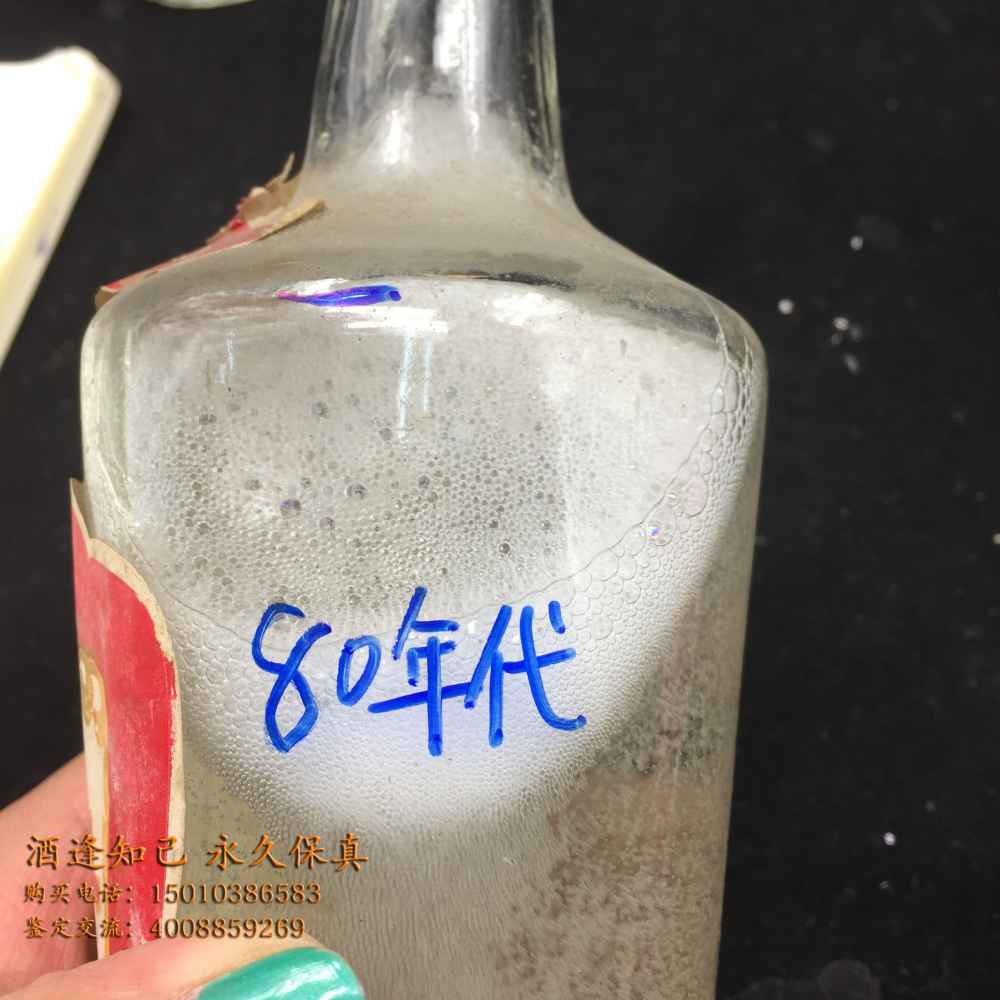 80年代
酒逢知己 永久保真
购买电话：15010386583
鉴定交流：4008859269